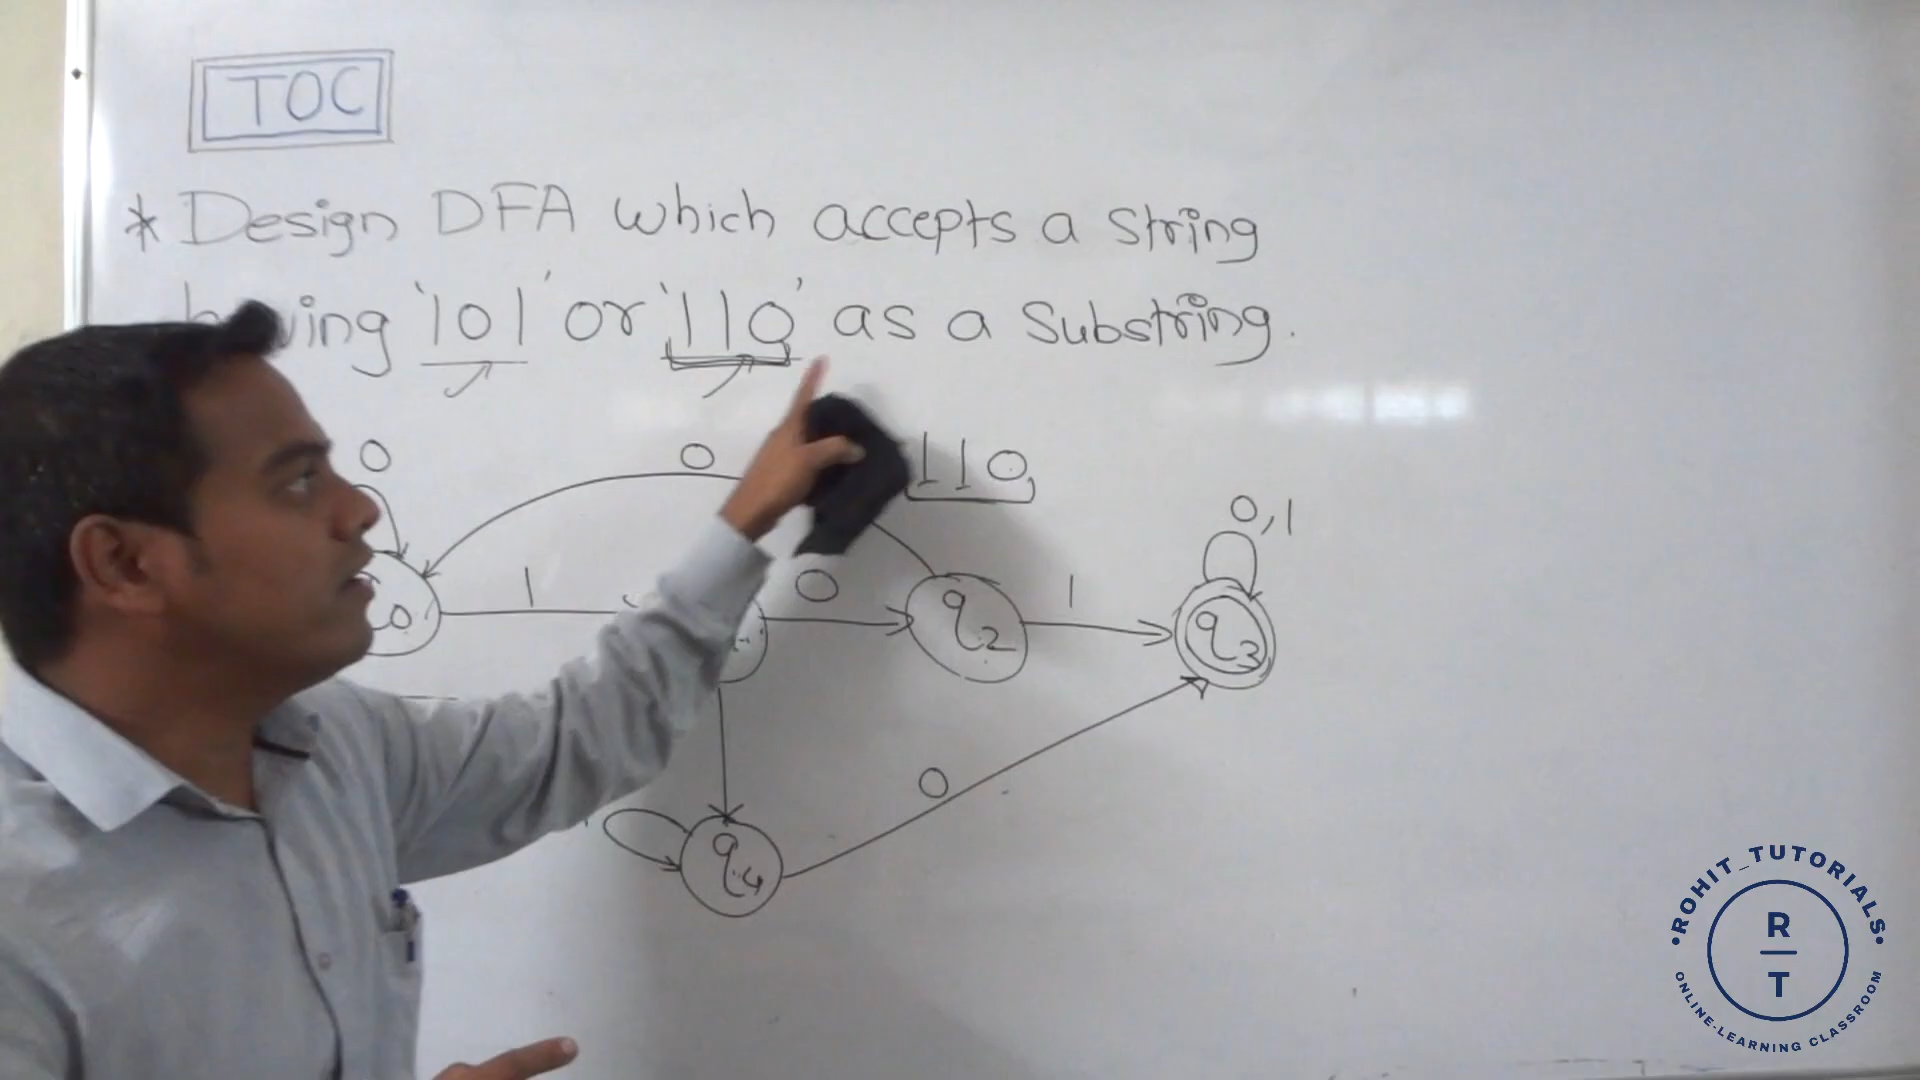 TOC
* Design DFA which accepts a string
having '101' or '110' as a substring.
0
0
110
0,1
1
0
1
q2
q3
0
q4
ROHIT_TUTORIALS
R
T
ONLINE-LEARNING CLASSROOM